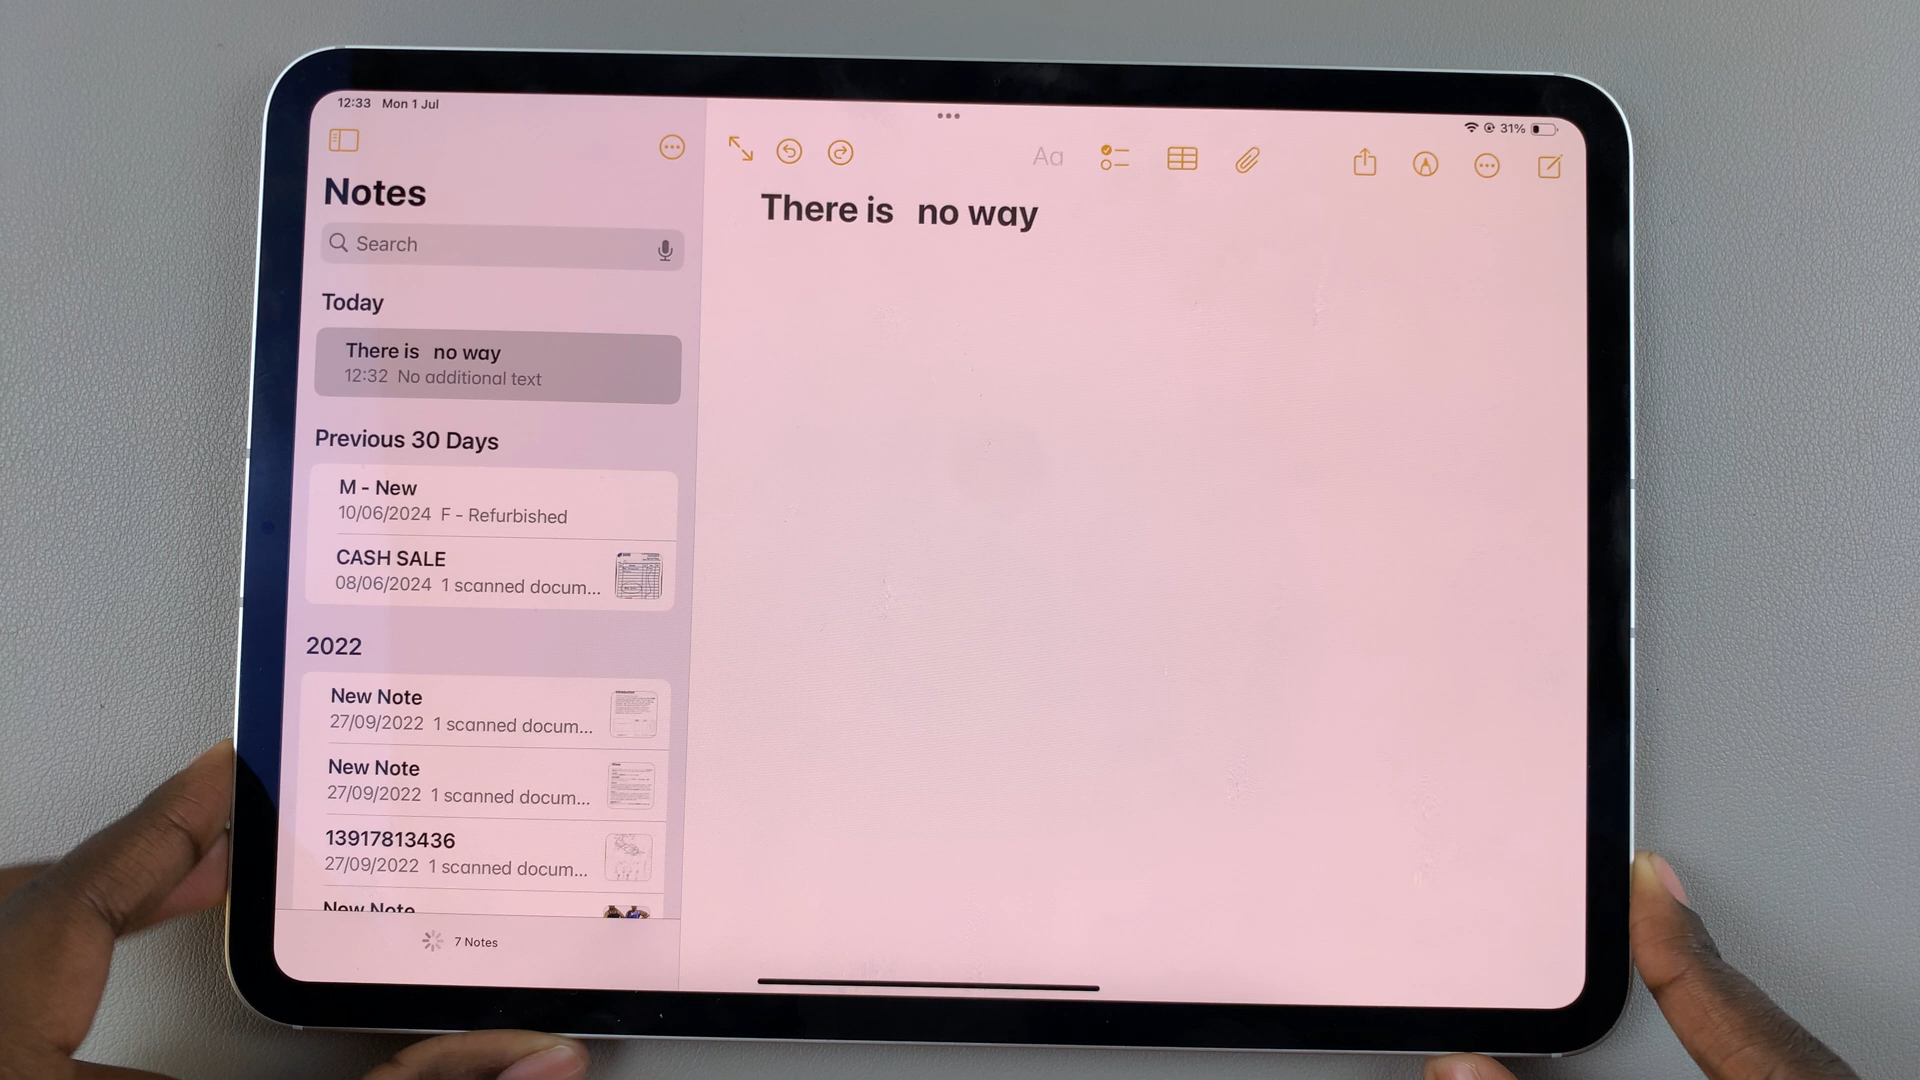 12:33 Mon 1 Jul
31%
Notes
Search
Today
There is no way
12:32 No additional text
Previous 30 Days
M - New
10/06/2024 F - Refurbished
CASH SALE
08/06/2024 1 scanned docum...
2022
New Note
27/09/2022 1 scanned docum...
New Note
27/09/2022 1 scanned docum...
13917813436
27/09/2022 1 scanned docum...
New Note
7 Notes
Aa
There is no way